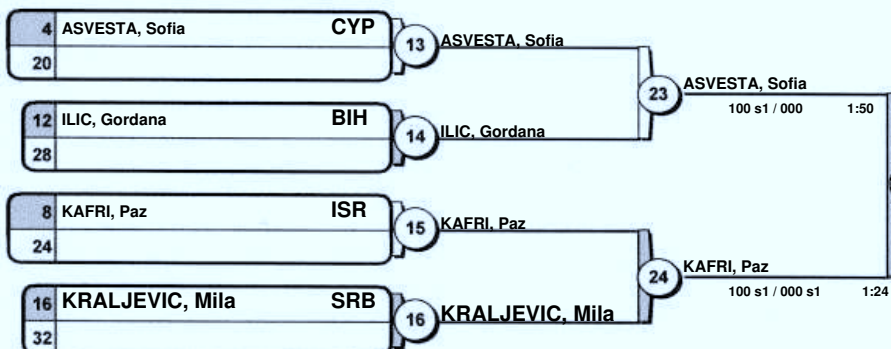 4 ASVESTA, Sofia CYP
20
13 ASVESTA, Sofia
12 ILIC, Gordana BIH
28
14 ILIC, Gordana
23 ASVESTA, Sofia
100 s1 / 000 1:50
8 KAFRI, Paz ISR
24
15 KAFRI, Paz
16 KRALJEVIC, Mila SRB
32
16 KRALJEVIC, Mila
24 KAFRI, Paz
100 s1 / 000 s1 1:24